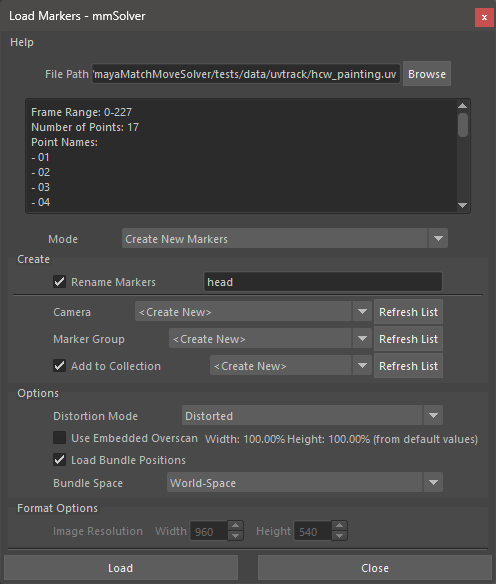 Load Markers - mmSolver
x
Help
File Path 'mayaMatchMoveSolver/tests/data/uvtrack/hcw_painting.uv Browse
Frame Range: 0-227
Number of Points: 17
Point Names:
- 01
- 02
- 03
- 04
Mode Create New Markers
Create
Rename Markers head
Camera <Create New> Refresh List
Marker Group <Create New> Refresh List
Add to Collection <Create New> Refresh List
Options
Distortion Mode Distorted
Use Embedded Overscan Width: 100.00% Height: 100.00% (from default values)
Load Bundle Positions
Bundle Space World-Space
Format Options
Image Resolution Width 960 Height 540
Load Close